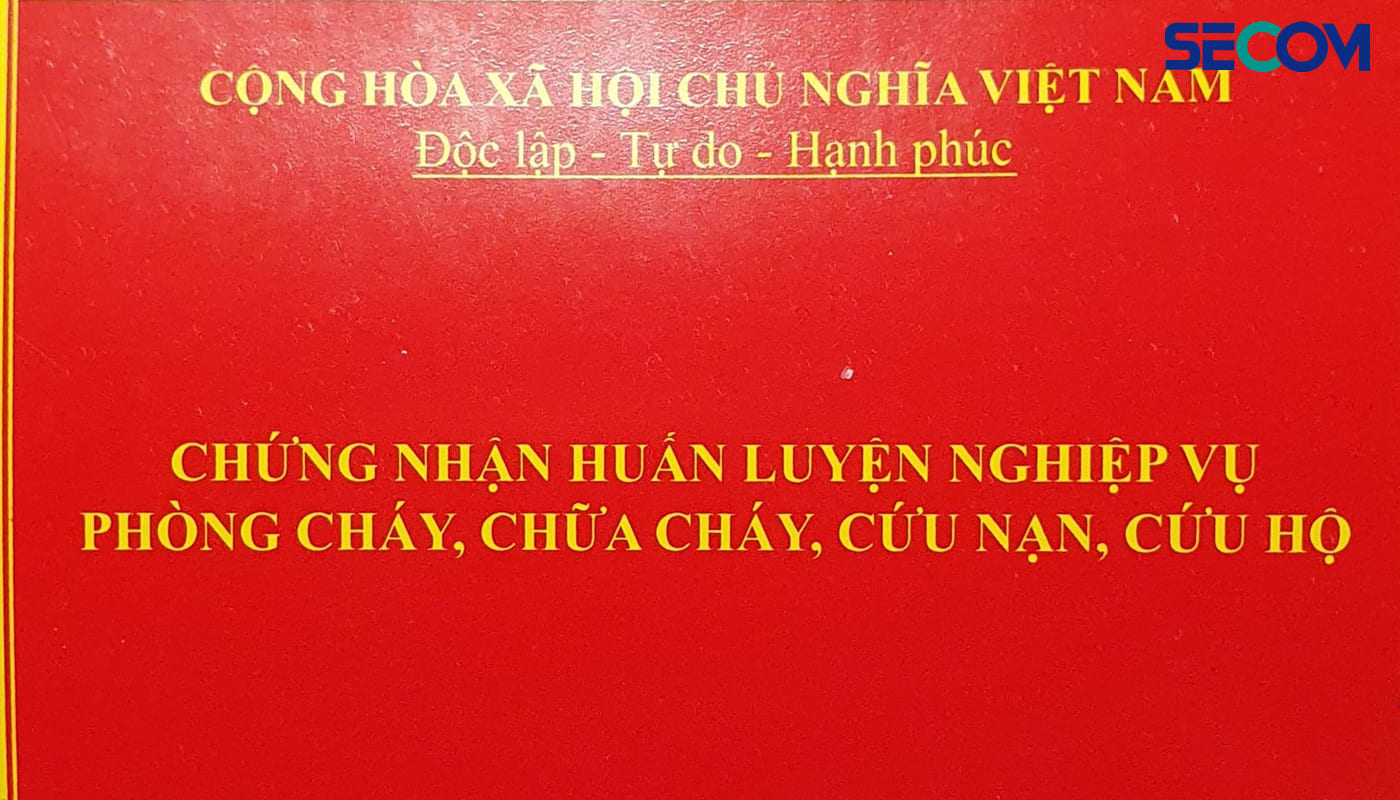 SECOM
CỘNG HÒA XÃ HỘI CHỦ NGHĨA VIỆT NAM
Độc lập - Tự do - Hạnh phúc
CHỨNG NHẬN HUẤN LUYỆN NGHIỆP VỤ
PHÒNG CHÁY, CHỮA CHÁY, CỨU NẠN, CỨU HỘ